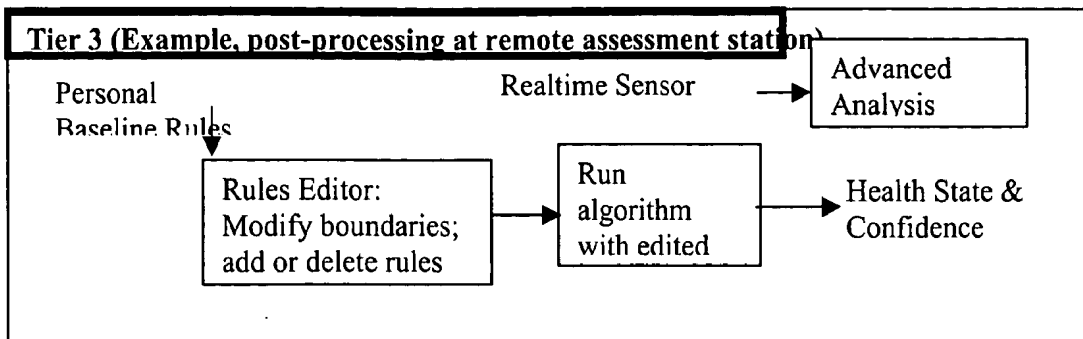 Tier 3 (Example, post-processing at remote assessment station)
Personal
Baseline Rules
Realtime Sensor
Advanced
Analysis
Rules Editor:
Modify boundaries;
add or delete rules
Run
algorithm
with edited
Health State &
Confidence